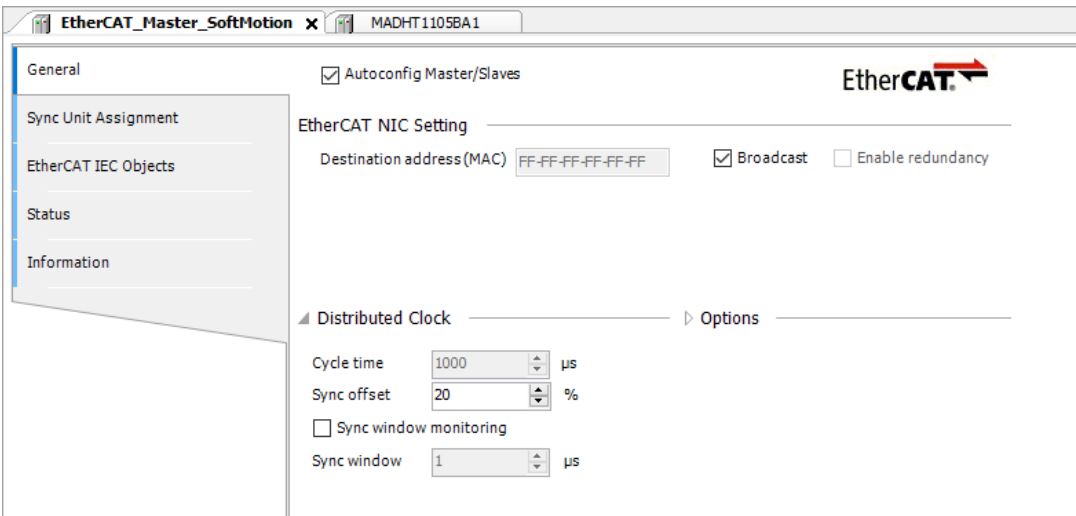 EtherCAT_Master_SoftMotion X MADHT1105BA1
General
Autoconfig Master/Slaves
EtherCAT.
Sync Unit Assignment
EtherCAT NIC Setting
EtherCAT IEC Objects
Destination address (MAC) FF-FF-FF-FF-FF-FF Broadcast Enable redundancy
Status
Information
Distributed Clock Options
Cycle time 1000 µs
Sync offset 20 %
Sync window monitoring
Sync window 1 µs